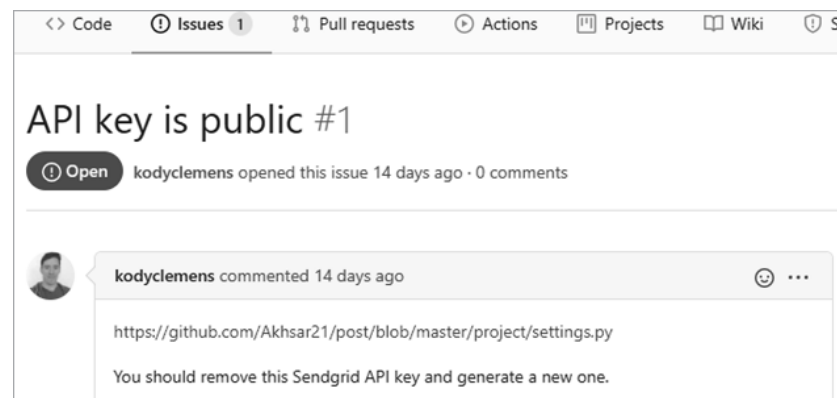 <> Code Issues 1 Pull requests Actions Projects Wiki S
API key is public #1
Open kodyclemens opened this issue 14 days ago · 0 comments
kodyclemens commented 14 days ago
https://github.com/Akhsar21/post/blob/master/project/settings.py
You should remove this Sendgrid API key and generate a new one.